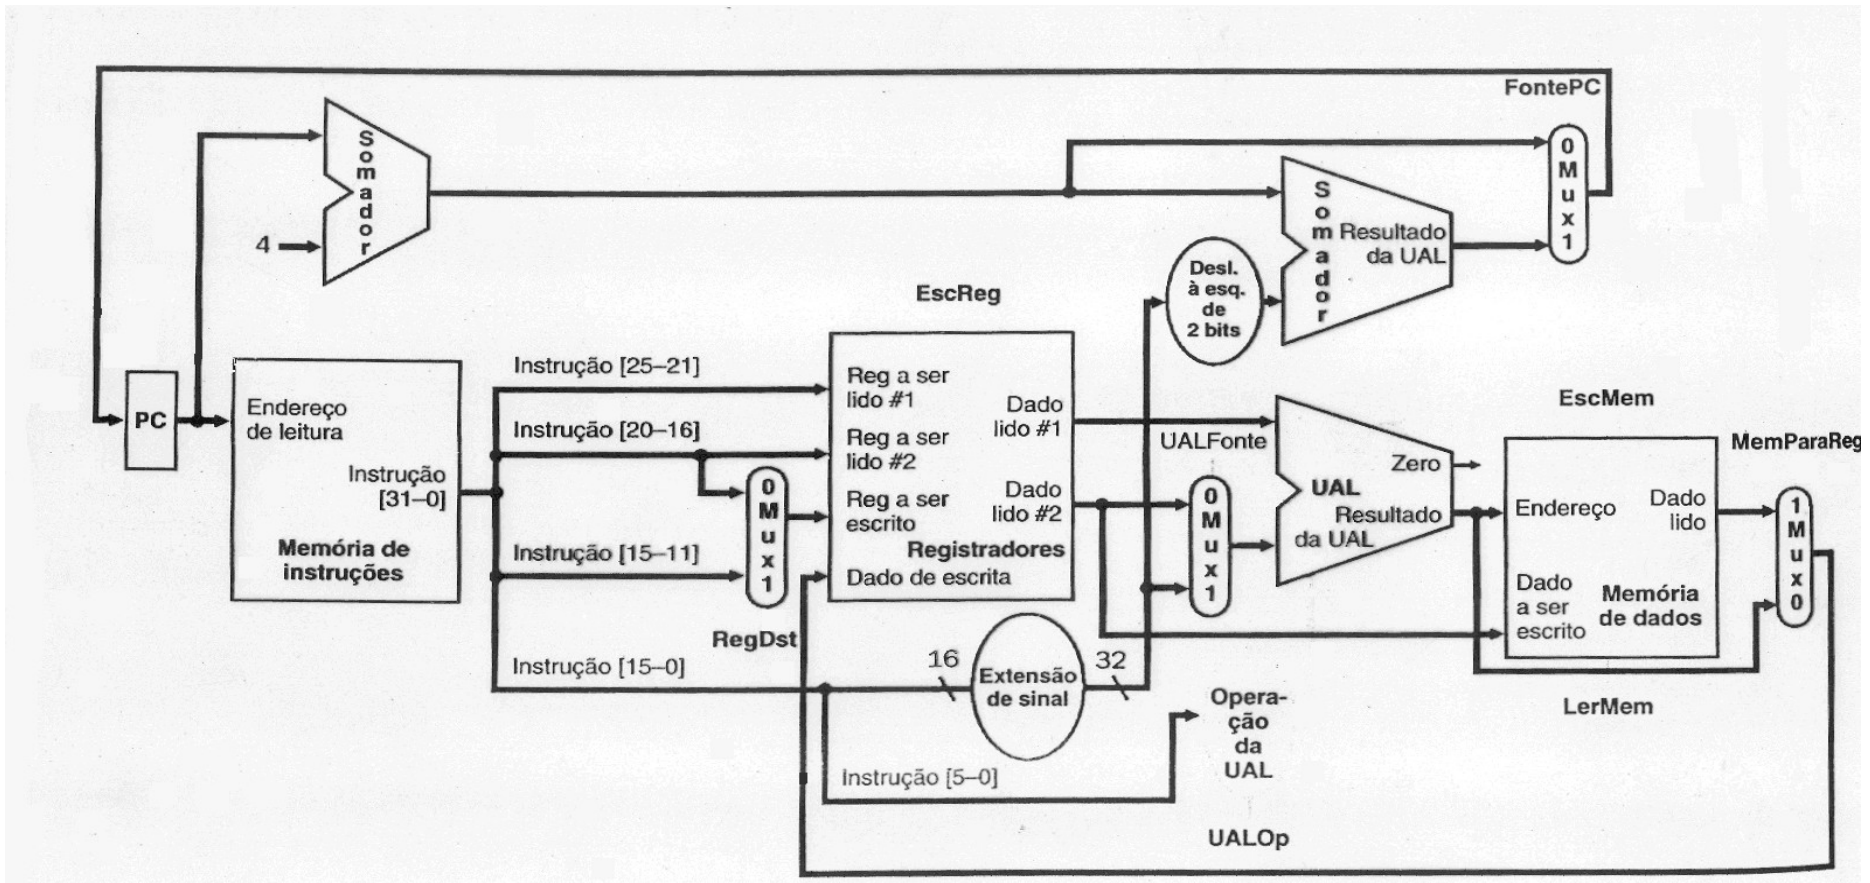 FontePC
0
M
u
x
1
S
o
m
a
d
o
r
4
S
o
m
a
d
o
r
Resultado
da UAL
Desl.
à esq.
de
2 bits
EscReg
PC
Endereço
de leitura
Instrução
[31–0]
Memória de
instruções
Instrução [25–21]
Instrução [20–16]
Instrução [15–11]
Instrução [15–0]
Instrução [5–0]
0
M
u
x
1
RegDst
Reg a ser
lido #1
Reg a ser
lido #2
Reg a ser
escrito
Dado de escrita
Dado
lido #1
Dado
lido #2
Registradores
16
Extensão
de sinal
32
UALFonte
0
M
u
x
1
Zero
UAL
Resultado
da UAL
Opera-
ção
da
UAL
UALOp
EscMem
Endereço
Dado
lido
Dado
a ser
escrito
Memória
de dados
LerMem
MemParaReg
1
M
u
x
0